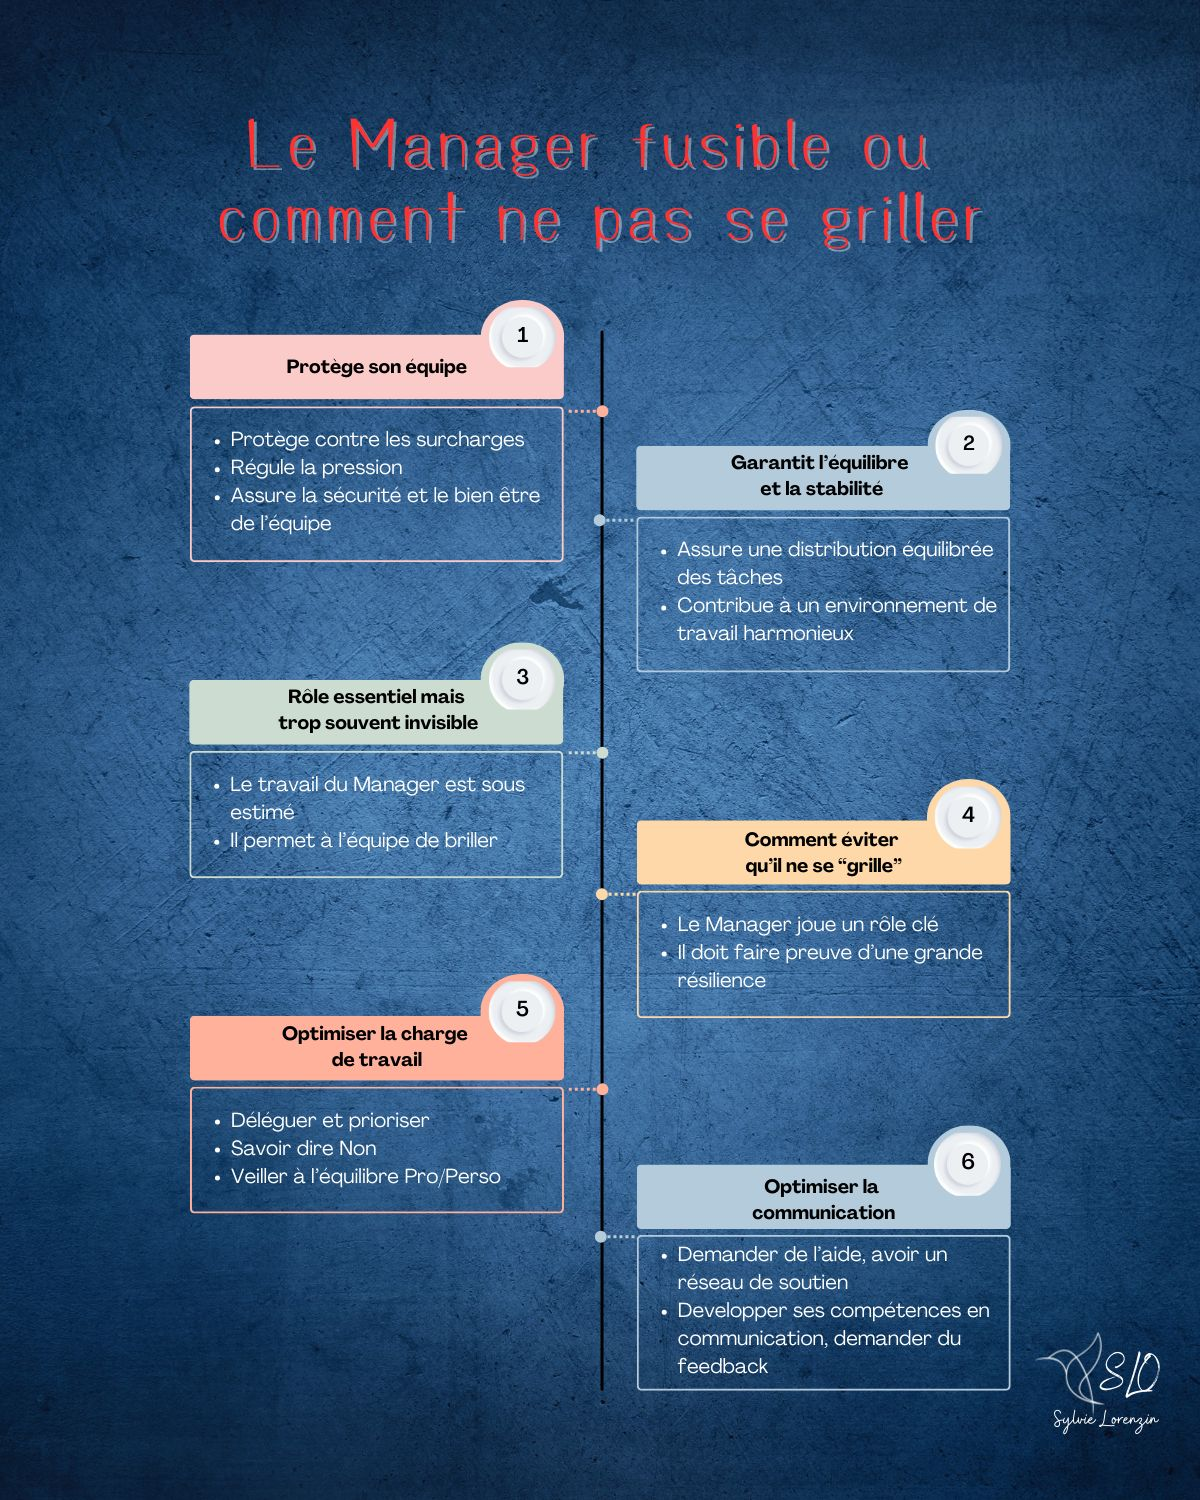 Le Manager fusible ou
comment ne pas se griller
1
Protège son équipe
• Protège contre les surcharges
• Régule la pression
• Assure la sécurité et le bien être
de l'équipe
2
Garantit l'équilibre
et la stabilité
• Assure une distribution équilibrée
des tâches
• Contribue à un environnement de
travail harmonieux
3
Rôle essentiel mais
trop souvent invisible
• Le travail du Manager est sous
estimé
• Il permet à l'équipe de briller
4
Comment éviter
qu'il ne se “grille”
• Le Manager joue un rôle clé
• Il doit faire preuve d'une grande
résilience
5
Optimiser la charge
de travail
• Déléguer et prioriser
• Savoir dire Non
• Veiller à l'équilibre Pro/Perso
6
Optimiser la
communication
• Demander de l'aide, avoir un
réseau de soutien
• Developper ses compétences en
communication, demander du
feedback
SLO
Sylvie Lorenzin